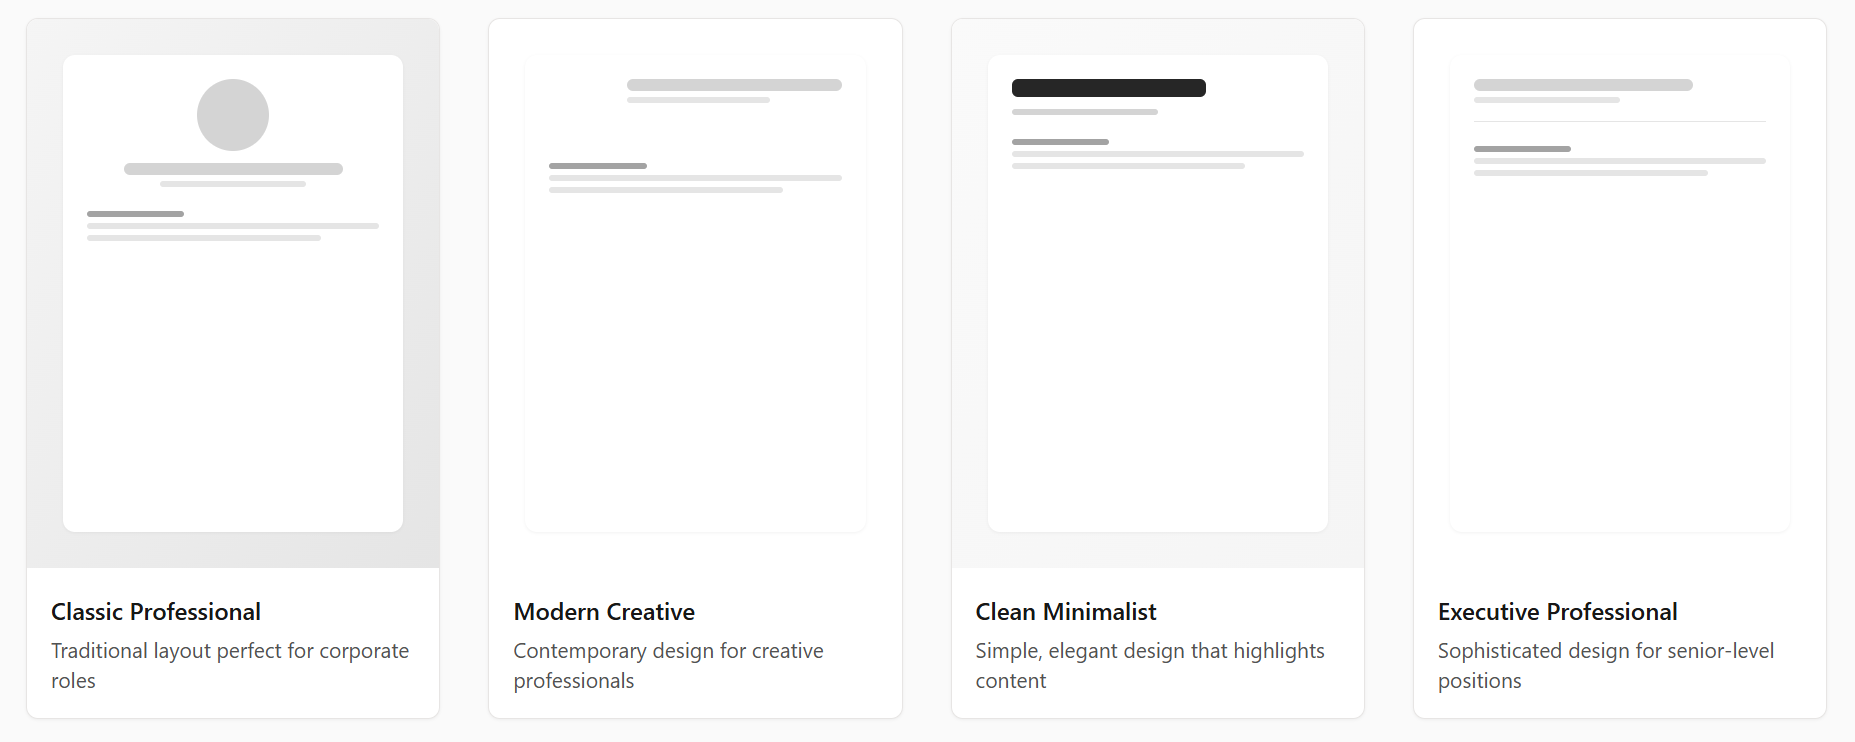 Classic Professional
Traditional layout perfect for corporate
roles
Modern Creative
Contemporary design for creative
professionals
Clean Minimalist
Simple, elegant design that highlights
content
Executive Professional
Sophisticated design for senior-level
positions